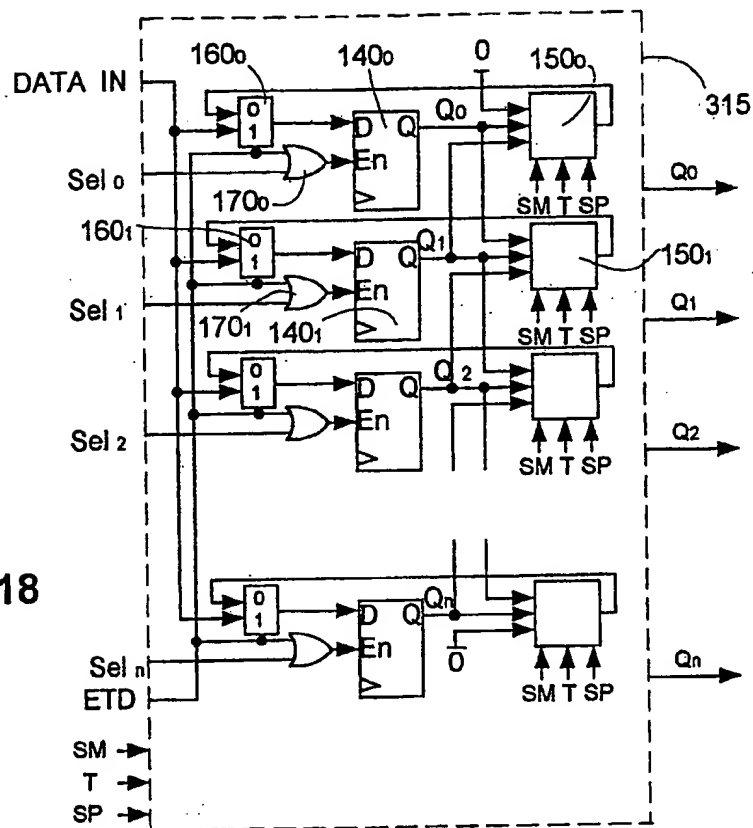 160₀
140₀
0
150₀
315
DATA IN
0
1
D Q
Q₀
En
SM T SP
Q₀
Sel ₀
170₀
160₁
0
1
D Q
Q₁
En
150₁
SM T SP
Q₁
Sel ₁
170₁
140₁
0
1
D Q
Q ₂
En
SM T SP
Q₂
Sel ₂
18
0
1
D Q
Qₙ
En
0
SM T SP
Qₙ
Sel ₙ
ETD
SM
T
SP